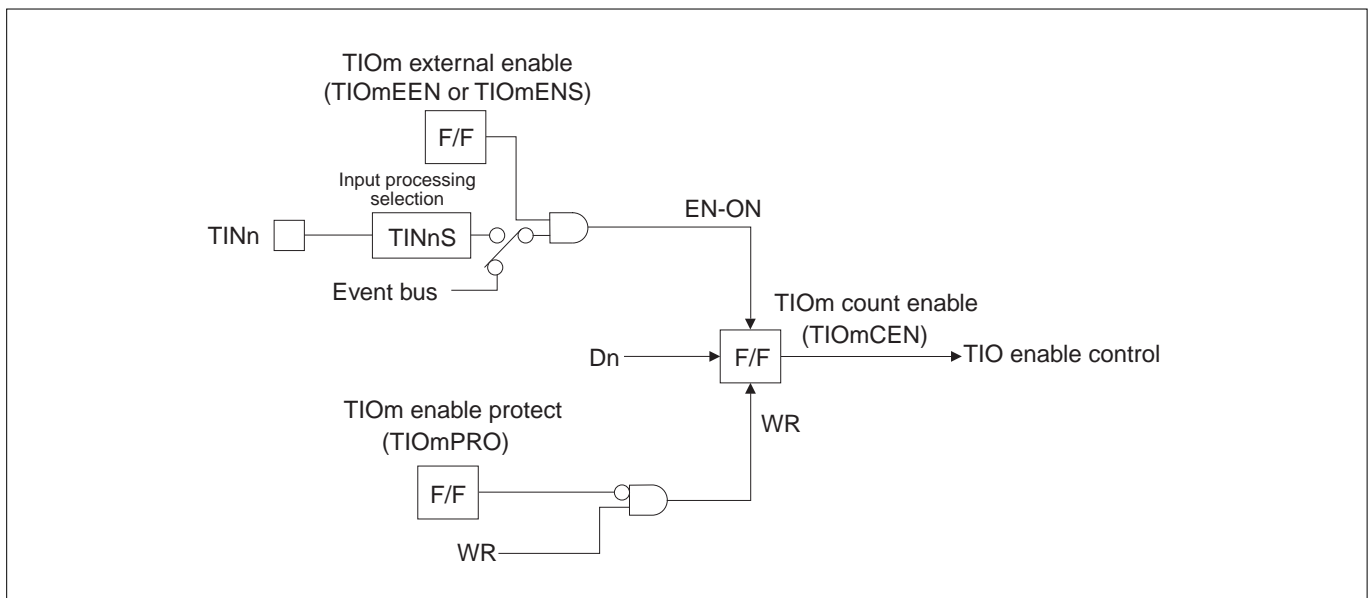 TIOm external enable
(TIOmEEN or TIOmENS)
F/F
Input processing
selection
TINn
TINnS
EN-ON
Event bus
TIOm count enable
(TIOmCEN)
Dn
F/F
TIO enable control
TIOm enable protect
(TIOmPRO)
WR
F/F
WR